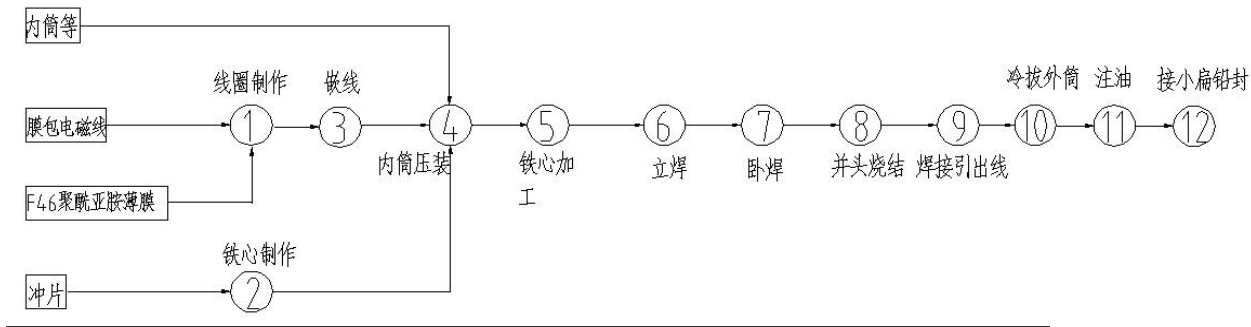 内筒等
线圈制作
嵌线
冷拔外筒
注油
接小扁铅封
膜包电磁线
1
3
4
5
6
7
8
9
10
11
12
内筒压装
铁心加
工
立焊
卧焊
并头烧结
焊接引出线
F46聚酰亚胺薄膜
铁心制作
冲片
2